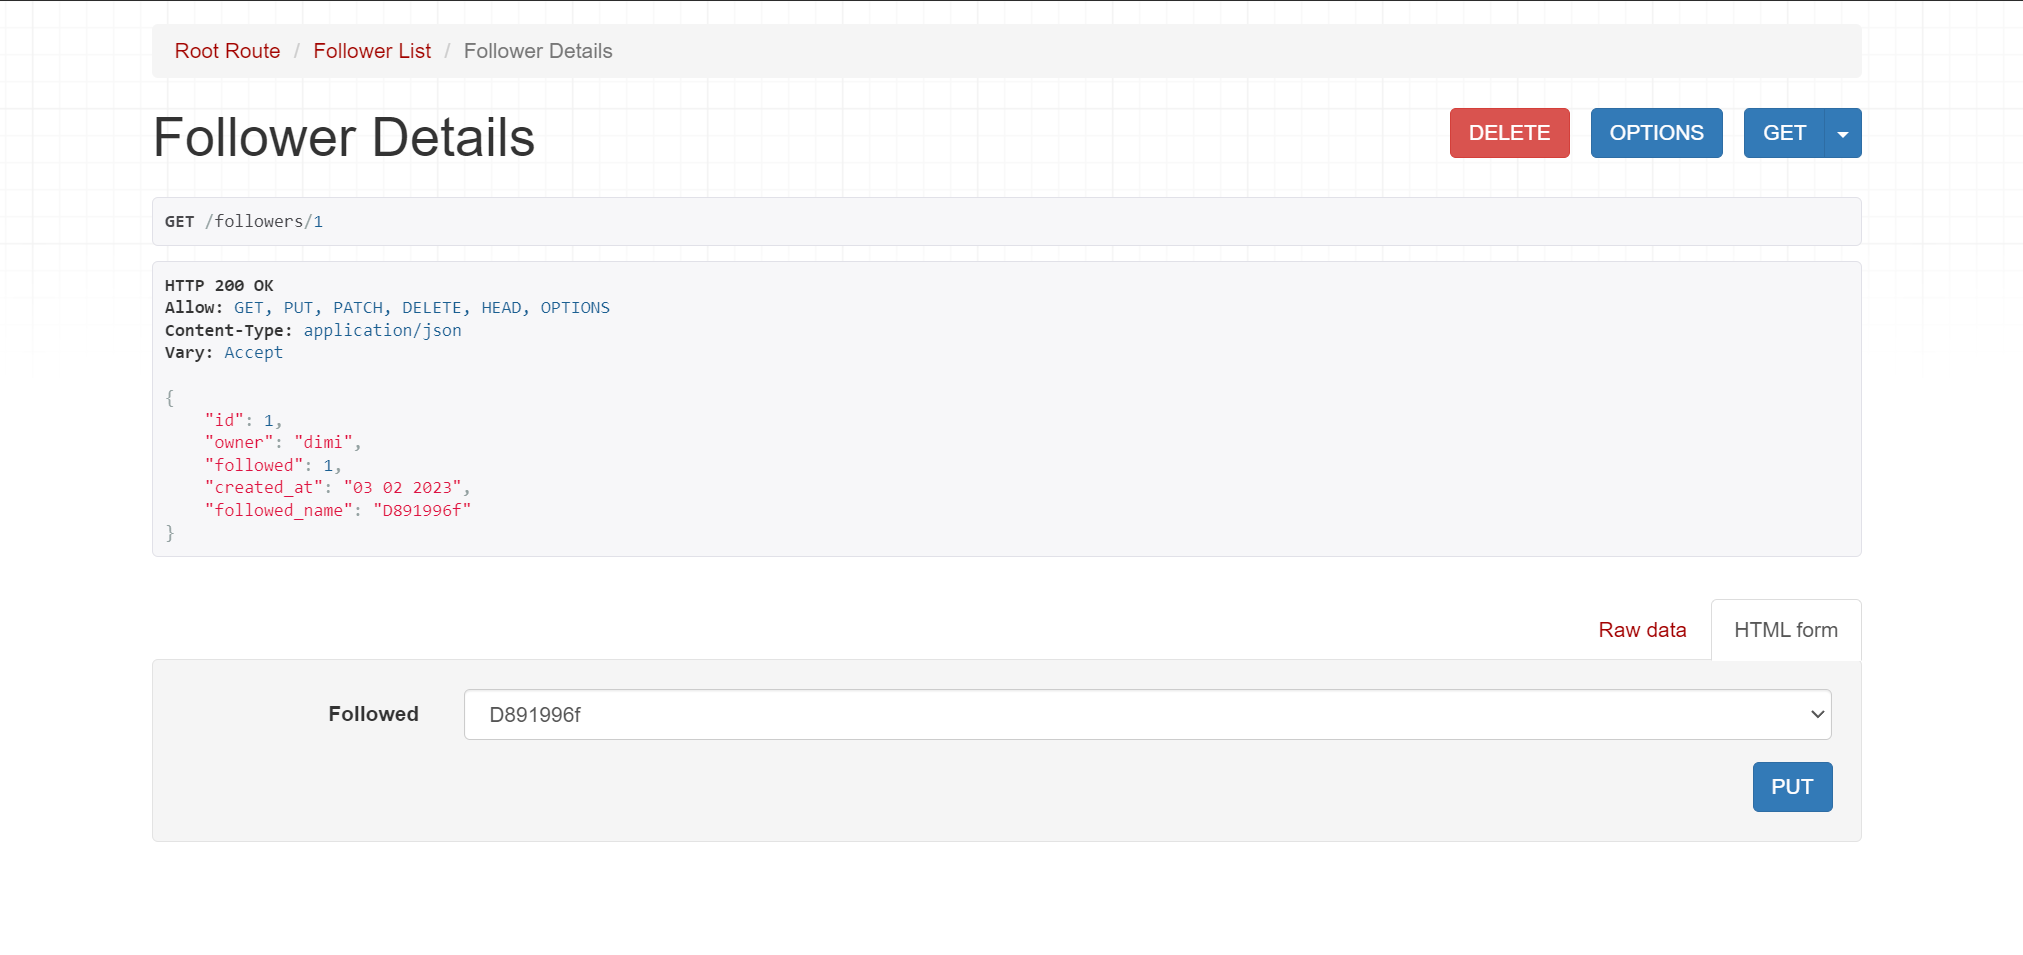 Root Route / Follower List / Follower Details
Follower Details
DELETE
OPTIONS
GET
GET /followers/1
HTTP 200 OK
Allow: GET, PUT, PATCH, DELETE, HEAD, OPTIONS
Content-Type: application/json
Vary: Accept
{
    "id": 1,
    "owner": "dimi",
    "followed": 1,
    "created_at": "03 02 2023",
    "followed_name": "D891996f"
}
Raw data
HTML form
Followed
D891996f
PUT